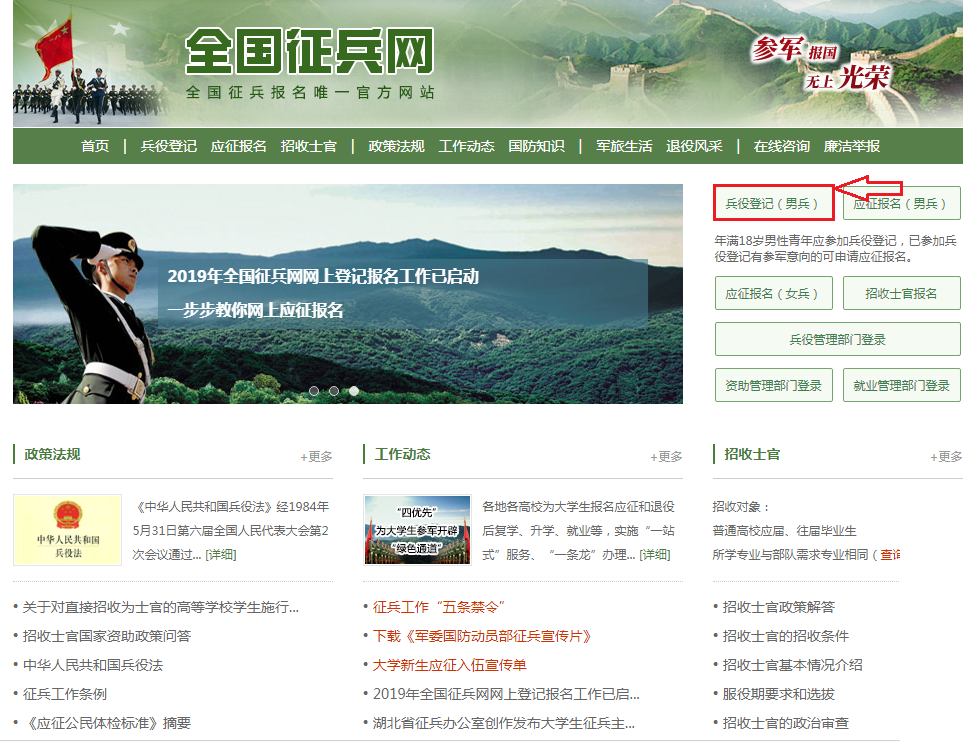 全国征兵网
全国征兵报名唯一官方网站
参军 报国
无上 光荣
首页 | 兵役登记 应征报名 招收士官 | 政策法规 工作动态 国防知识 | 军旅生活 退役风采 | 在线咨询 廉洁举报
2019年全国征兵网网上登记报名工作已启动
一步步教你网上应征报名
兵役登记（男兵） 应征报名（男兵）
年满18岁男性青年应参加兵役登记，已参加兵
役登记有参军意向的可申请应征报名。
应征报名（女兵） 招收士官报名
兵役管理部门登录
资助管理部门登录 就业管理部门登录
政策法规 +更多
中华人民共和国
兵役法
《中华人民共和国兵役法》经1984年
5月31日第六届全国人民代表大会第2
次会议通过... [详细]
• 关于对直接招收为士官的高等学校学生施行...
• 招收士官国家资助政策问答
• 中华人民共和国兵役法
• 征兵工作条例
• 《应征公民体检标准》摘要
工作动态 +更多
“四优先”
为大学生参军开辟
“绿色通道”
各地各高校为大学生报名应征和退役
后复学、升学、就业等，实施“一站
式”服务、“一条龙”办理... [详细]
• 征兵工作“五条禁令”
• 下载《军委国防动员部征兵宣传片》
• 大学新生应征入伍宣传单
• 2019年全国征兵网网上登记报名工作已启...
• 湖北省征兵办公室创作发布大学生征兵主...
招收士官 +更多
招收对象：
普通高校应届、往届毕业生
所学专业与部队需求专业相同（查询
• 招收士官政策解答
• 招收士官的招收条件
• 招收士官基本情况介绍
• 服役期要求和选拔
• 招收士官的政治审查